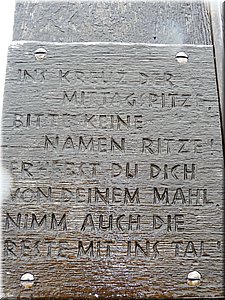 INS KREUZ DER
MITTAGSPITZE
BITTE KEINE
NAMEN RITZE!
ERHEBST DU DICH
VON DEINEM MAHL,
NIMM AUCH DIE
RESTE MIT INS TAL!